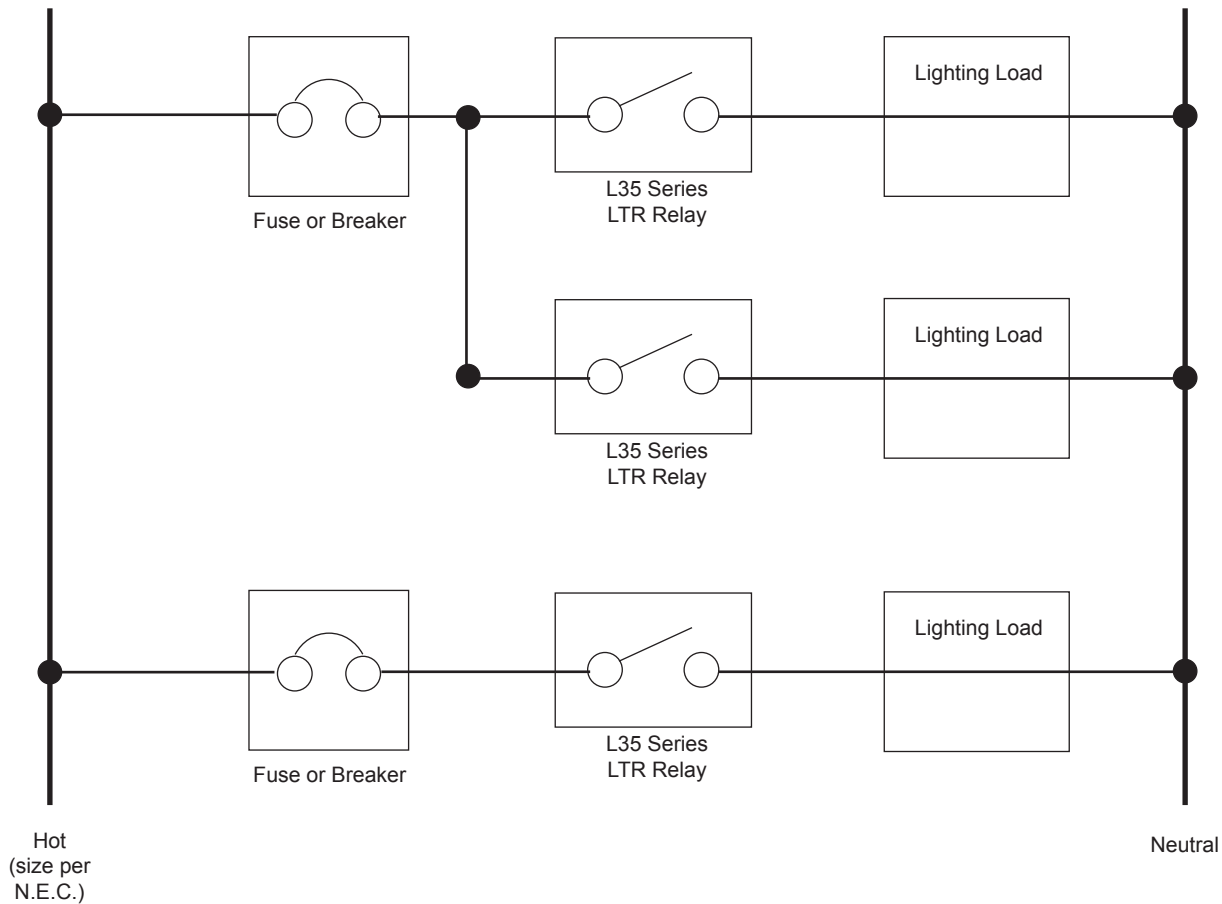 Lighting Load
L35 Series
LTR Relay
Fuse or Breaker
Lighting Load
L35 Series
LTR Relay
Lighting Load
L35 Series
LTR Relay
Fuse or Breaker
Hot
(size per
N.E.C.)
Neutral